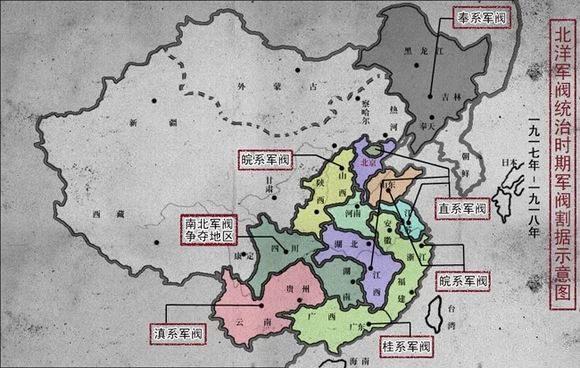 北洋军阀统治时期军阀割据示意图
一九一七年－一九一八年
奉系军阀
黑龙江
吉林
奉天
外蒙古
察哈尔
热河
新疆
北京
朝鲜
日本
皖系军阀
山西
陕西
山东
甘肃
直系军阀
河南
江苏
西藏
南北军阀
争夺地区
康定
四川
湖北
安徽
浙江
皖系军阀
湖南
江西
福建
贵州
云南
广西
广东
台湾
滇系军阀
桂系军阀
海南